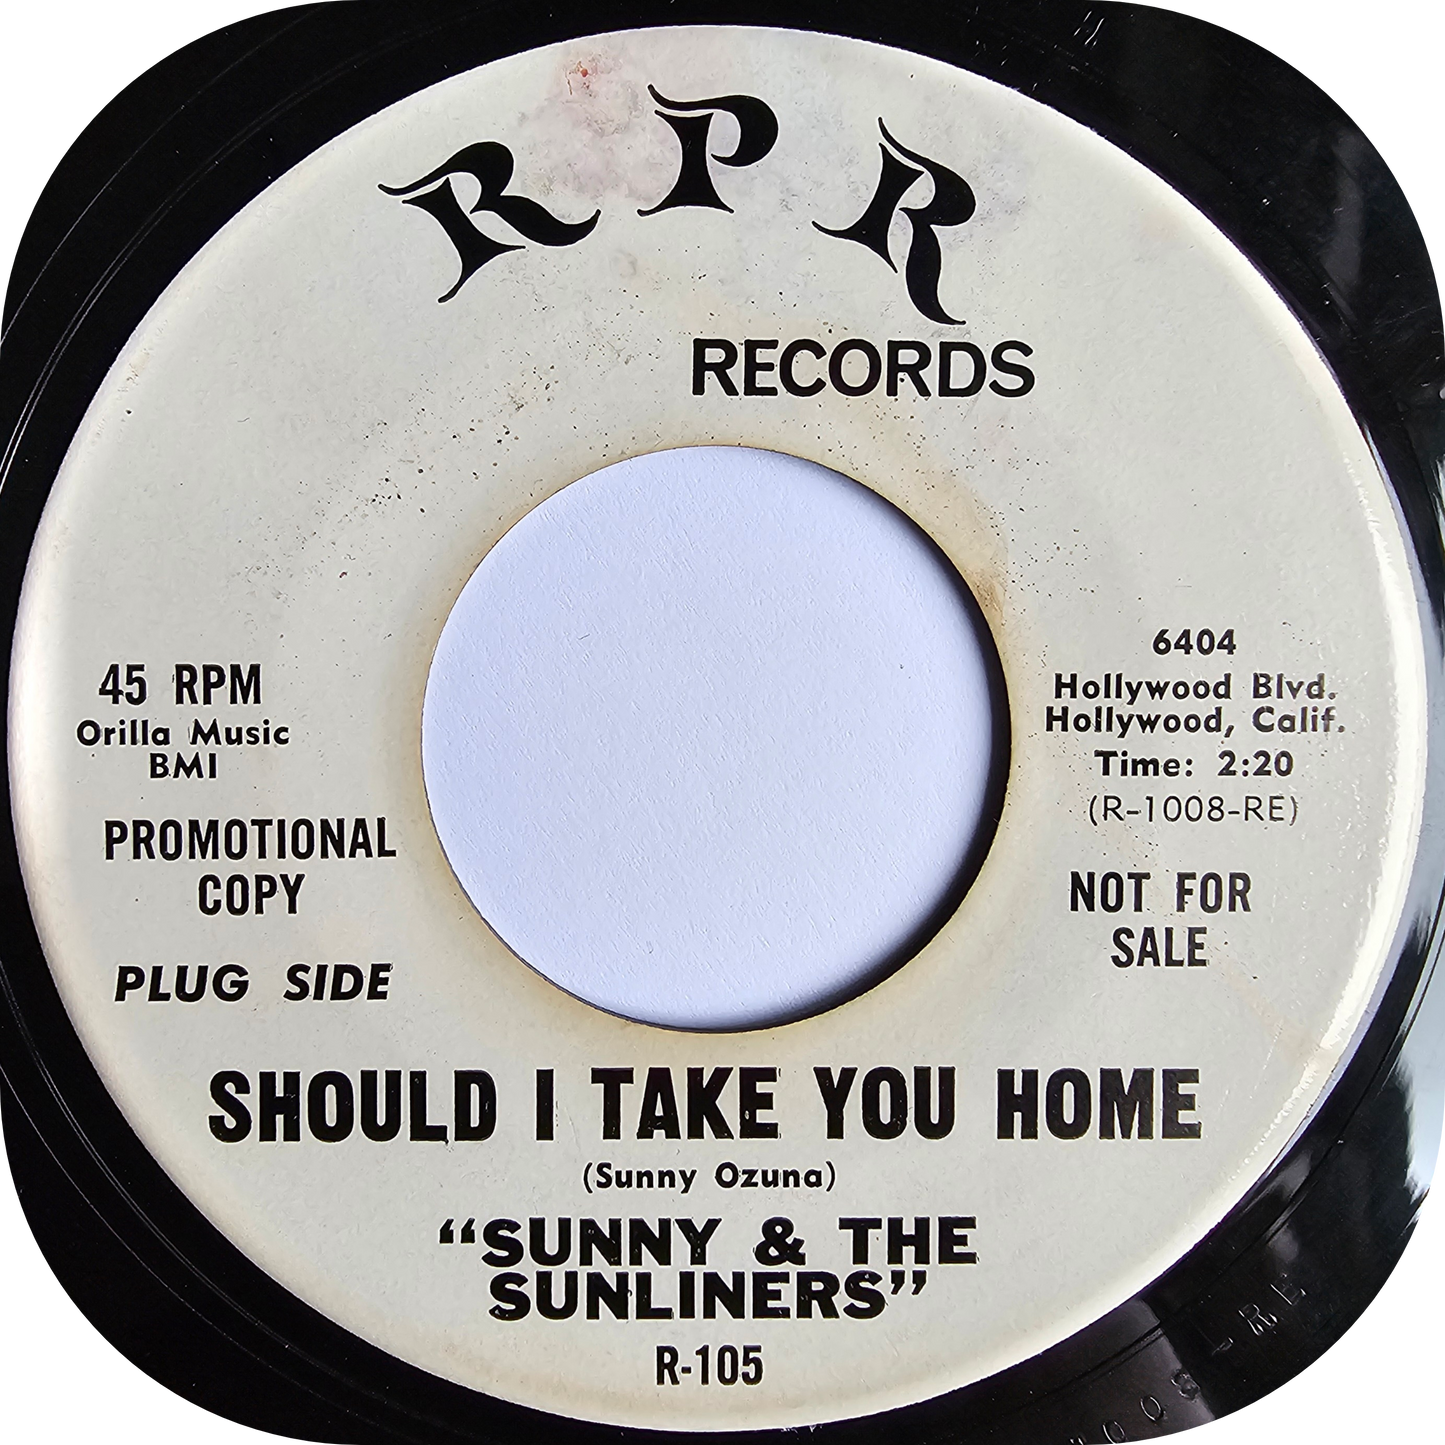 RPR
RECORDS
45 RPM
Orilla Music
BMI
PROMOTIONAL
COPY
PLUG SIDE
6404
Hollywood Blvd.
Hollywood, Calif.
Time: 2:20
(R-1008-RE)
NOT FOR
SALE
SHOULD I TAKE YOU HOME
(Sunny Ozuna)
“SUNNY & THE
SUNLINERS”
R-105